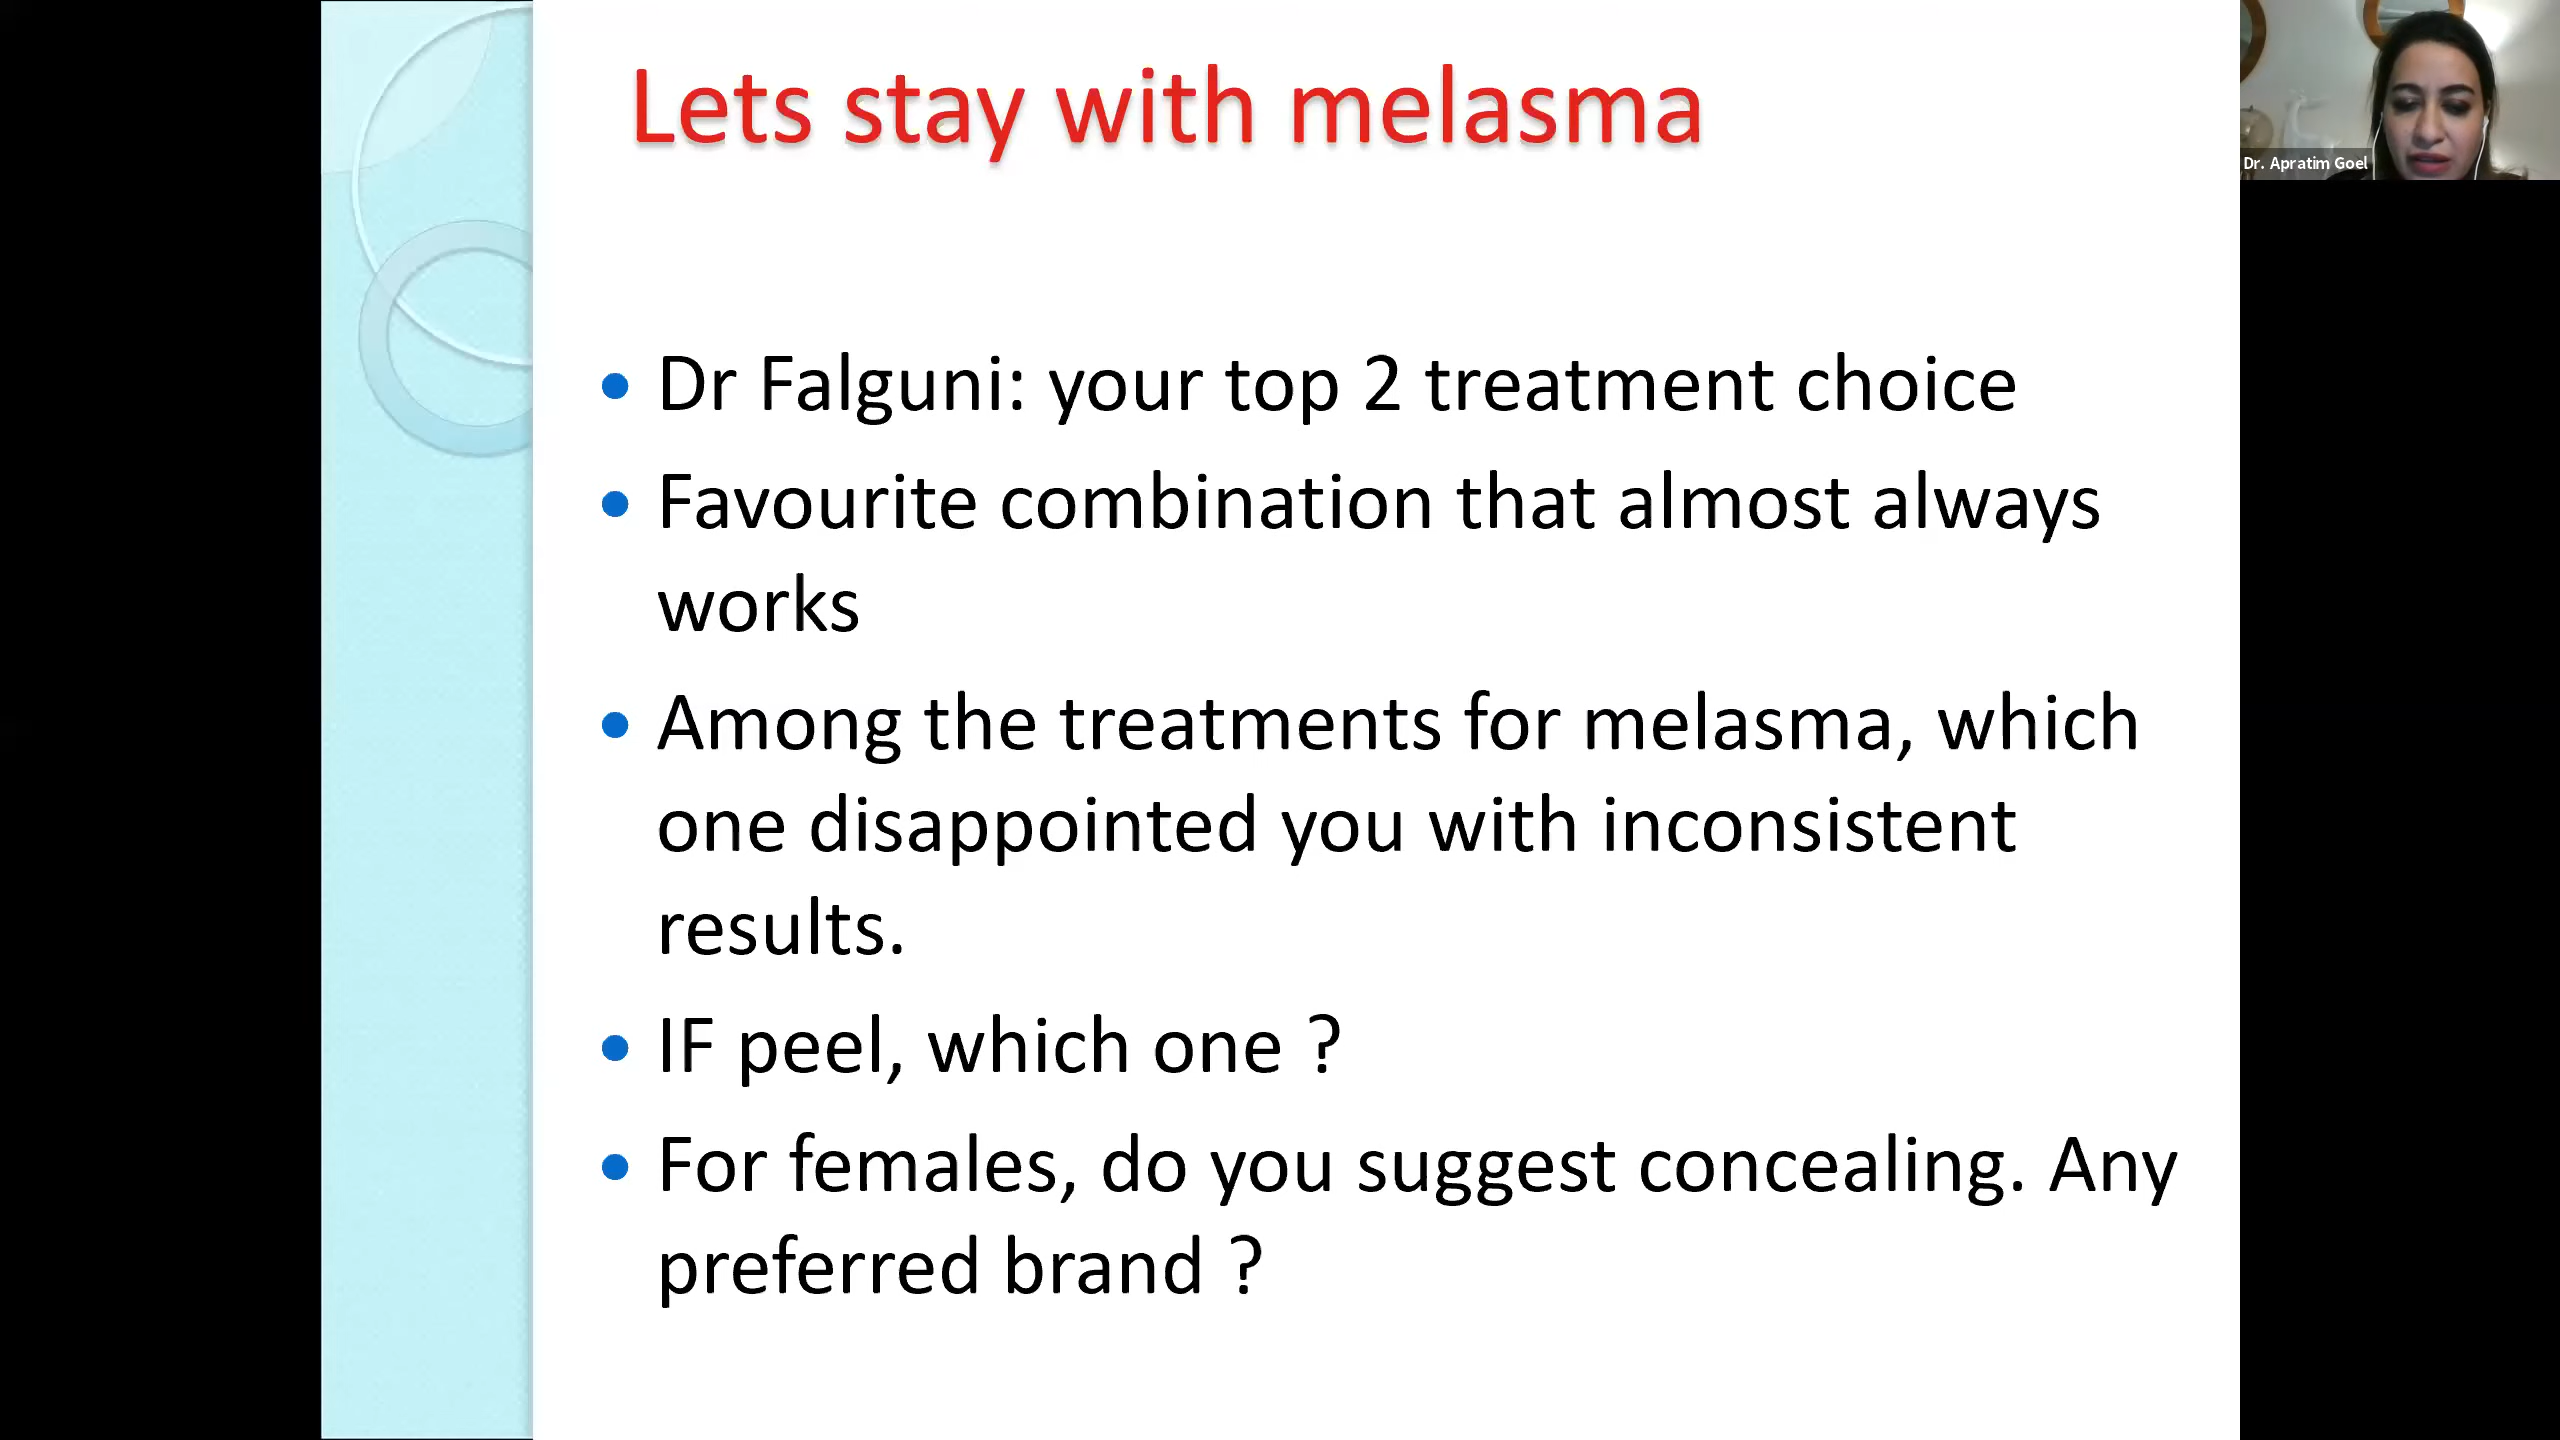 Lets stay with melasma
Dr. Apratim Goel
• Dr Falguni: your top 2 treatment choice
• Favourite combination that almost always
works
• Among the treatments for melasma, which
one disappointed you with inconsistent
results.
• IF peel, which one ?
• For females, do you suggest concealing. Any
preferred brand ?